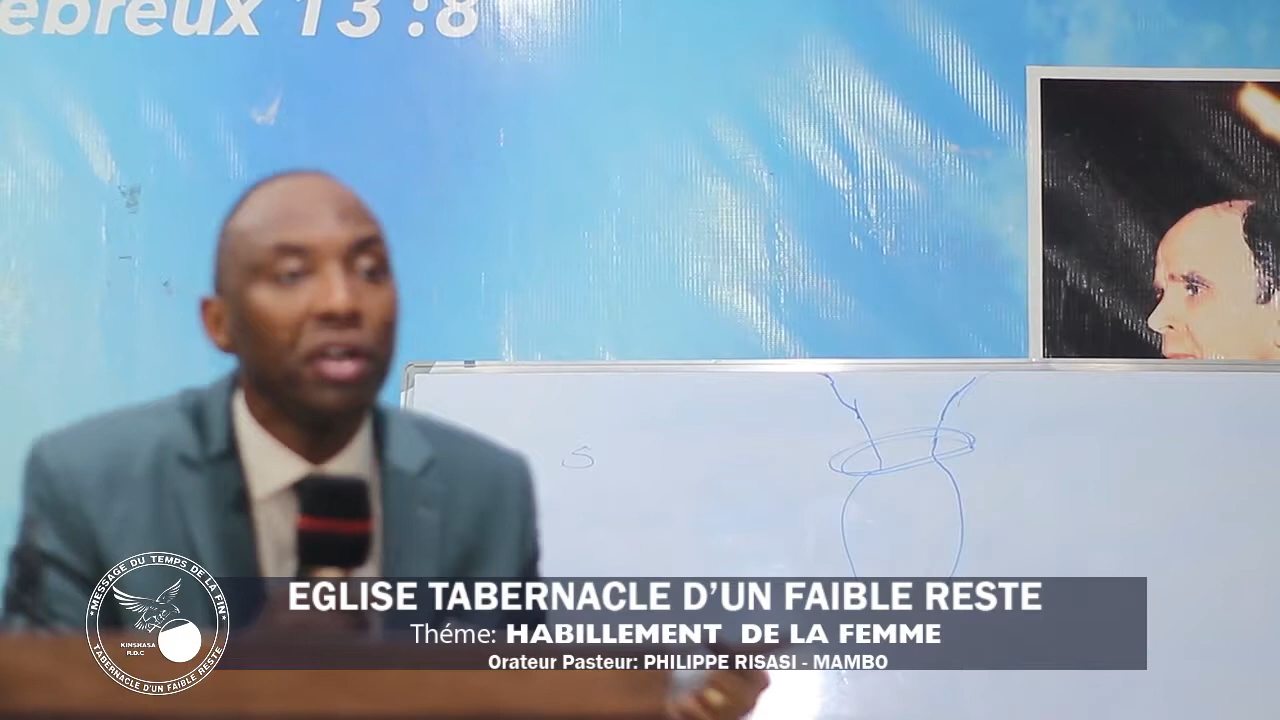 ebreux 13 :8
S
EGLISE TABERNACLE D'UN FAIBLE RESTE
Théme: HABILLEMENT DE LA FEMME
Orateur Pasteur: PHILIPPE RISASI - MAMBO
*MESSAGE DU TEMPS DE LA FIN*
KINSHASA
R.D.C
TABERNACLE D'UN FAIBLE RESTE